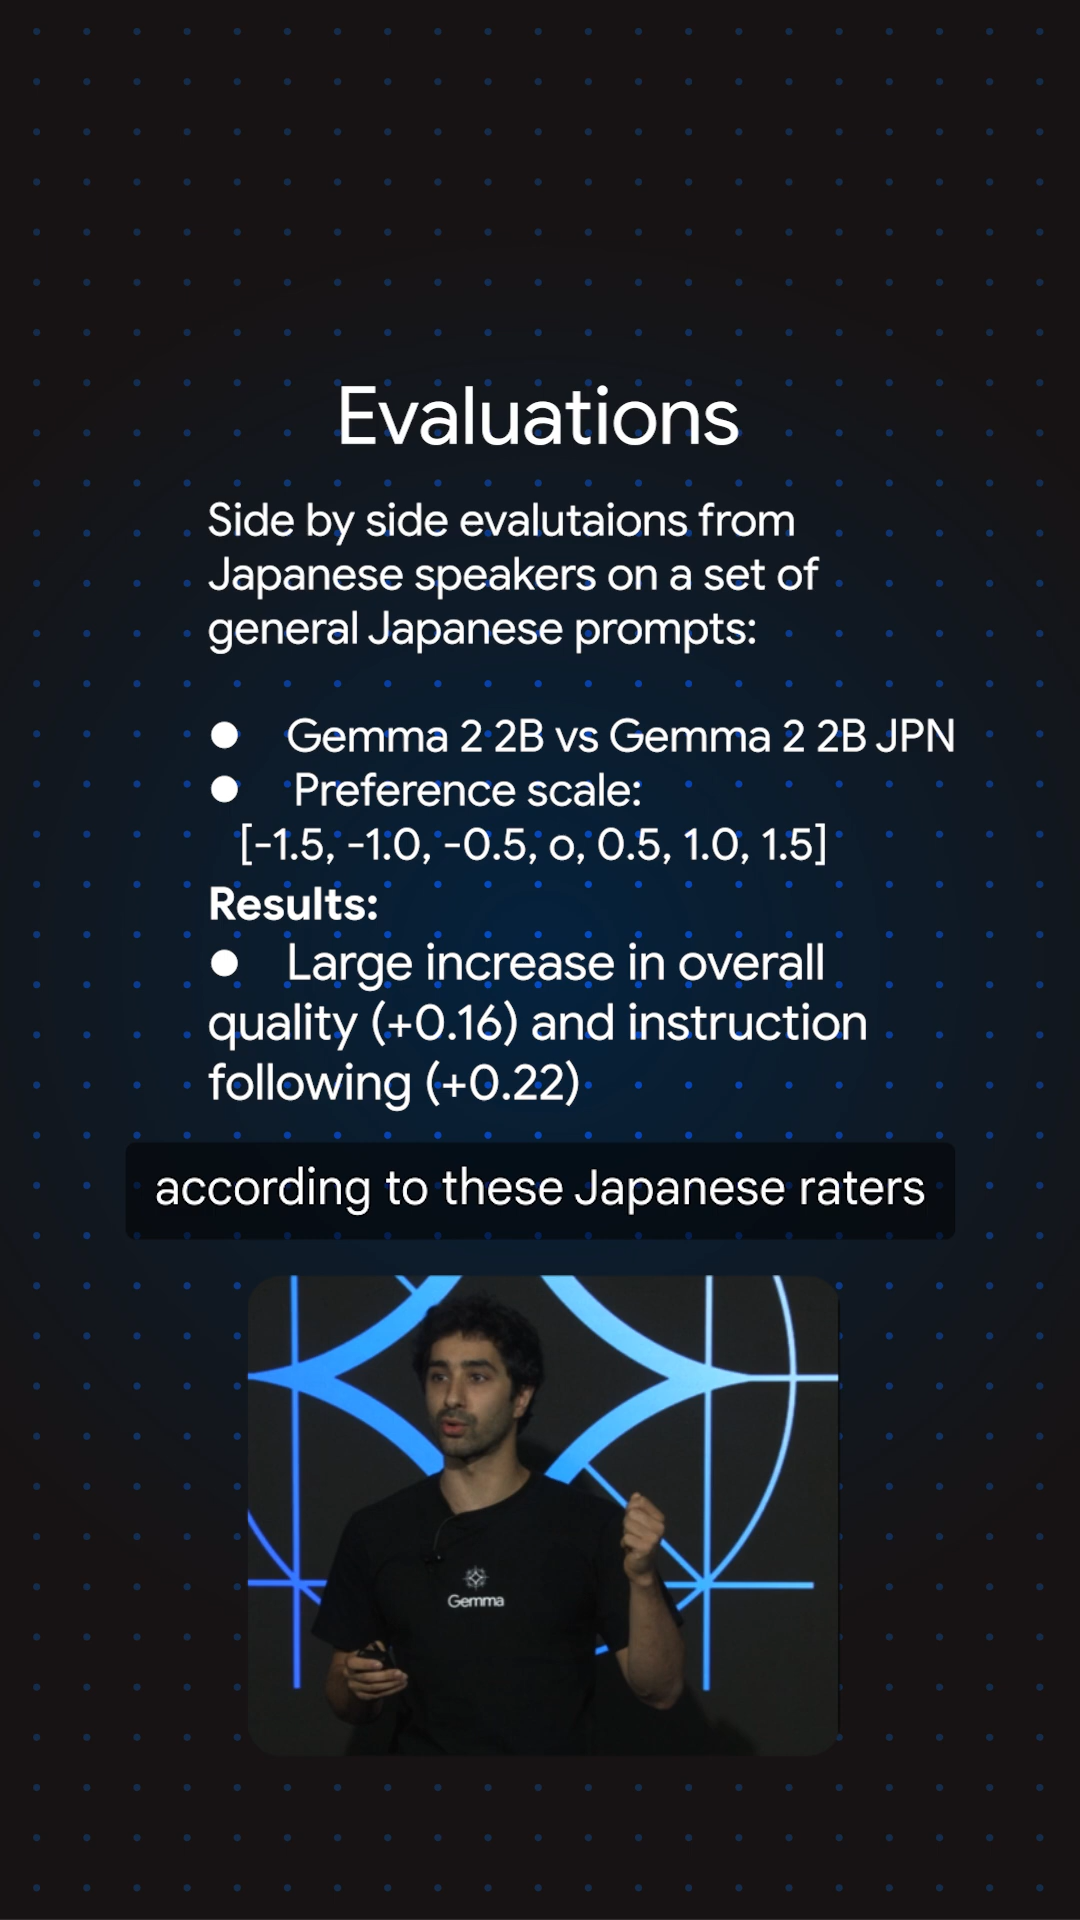 Evaluations
Side by side evalutaions from
Japanese speakers on a set of
general Japanese prompts:
● Gemma 2 2B vs Gemma 2 2B JPN
● Preference scale:
[-1.5, -1.0, -0.5, o, 0.5, 1.0, 1.5]
Results:
● Large increase in overall
quality (+0.16) and instruction
following (+0.22)
according to these Japanese raters
Gemma